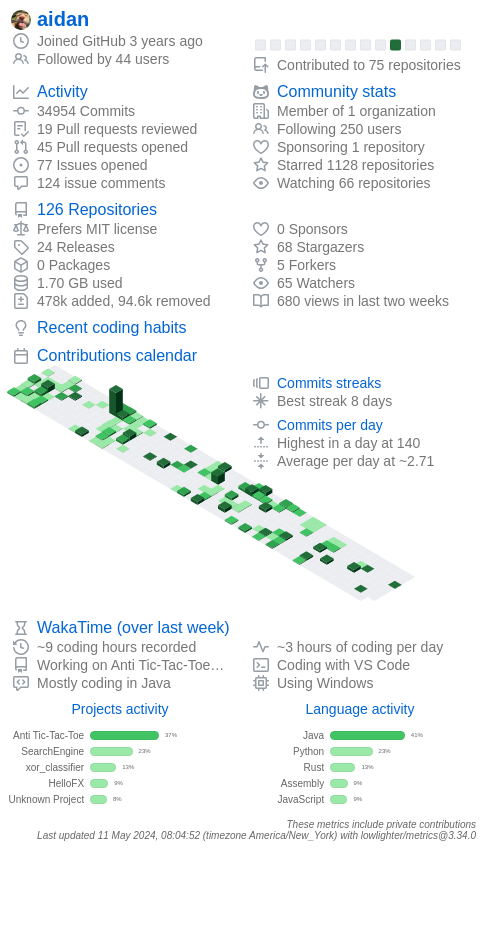 aidan
Joined GitHub 3 years ago
Followed by 44 users
Contributed to 75 repositories
Activity
34954 Commits
19 Pull requests reviewed
45 Pull requests opened
77 Issues opened
124 issue comments
Community stats
Member of 1 organization
Following 250 users
Sponsoring 1 repository
Starred 1128 repositories
Watching 66 repositories
126 Repositories
Prefers MIT license
24 Releases
0 Packages
1.70 GB used
478k added, 94.6k removed
0 Sponsors
68 Stargazers
5 Forkers
65 Watchers
680 views in last two weeks
Recent coding habits
Contributions calendar
Commits streaks
Best streak 8 days
Commits per day
Highest in a day at 140
Average per day at ~2.71
WakaTime (over last week)
~9 coding hours recorded
Working on Anti Tic-Tac-Toe…
Mostly coding in Java
~3 hours of coding per day
Coding with VS Code
Using Windows
Projects activity
Anti Tic-Tac-Toe 37%
SearchEngine 23%
xor_classifier 13%
HelloFX 9%
Unknown Project 8%
Language activity
Java 41%
Python 23%
Rust 13%
Assembly 9%
JavaScript 9%
These metrics include private contributions
Last updated 11 May 2024, 08:04:52 (timezone America/New_York) with lowlighter/metrics@3.34.0